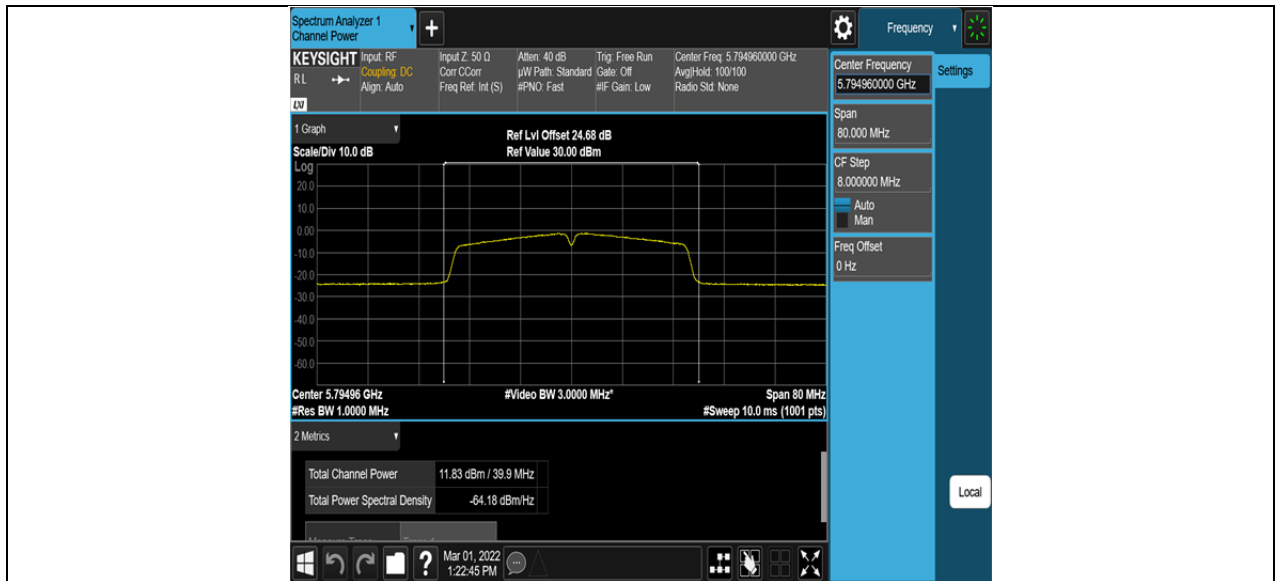 Spectrum Analyzer 1
Channel Power
+
Frequency
KEYSIGHT
RL
LXI
Input: RF
Coupling: DC
Align: Auto
Input Z: 50 Ω
Corr CCorr
Freq Ref: Int (S)
Atten: 40 dB
µW Path: Standard
#PNO: Fast
Trig: Free Run
Gate: Off
#IF Gain: Low
Center Freq: 5.794960000 GHz
Avg|Hold: 100/100
Radio Std: None
1 Graph
Scale/Div 10.0 dB
Ref Lvl Offset 24.68 dB
Ref Value 30.00 dBm
Log
20.0
10.0
0.00
-10.0
-20.0
-30.0
-40.0
-50.0
-60.0
Center 5.79496 GHz
#Video BW 3.0000 MHz*
Span 80 MHz
#Res BW 1.0000 MHz
#Sweep 10.0 ms (1001 pts)
2 Metrics
Total Channel Power 11.83 dBm / 39.9 MHz
Total Power Spectral Density -64.18 dBm/Hz
?
Mar 01, 2022
1:22:45 PM
Center Frequency
5.794960000 GHz
Settings
Span
80.000 MHz
CF Step
8.000000 MHz
Auto
Man
Freq Offset
0 Hz
Local